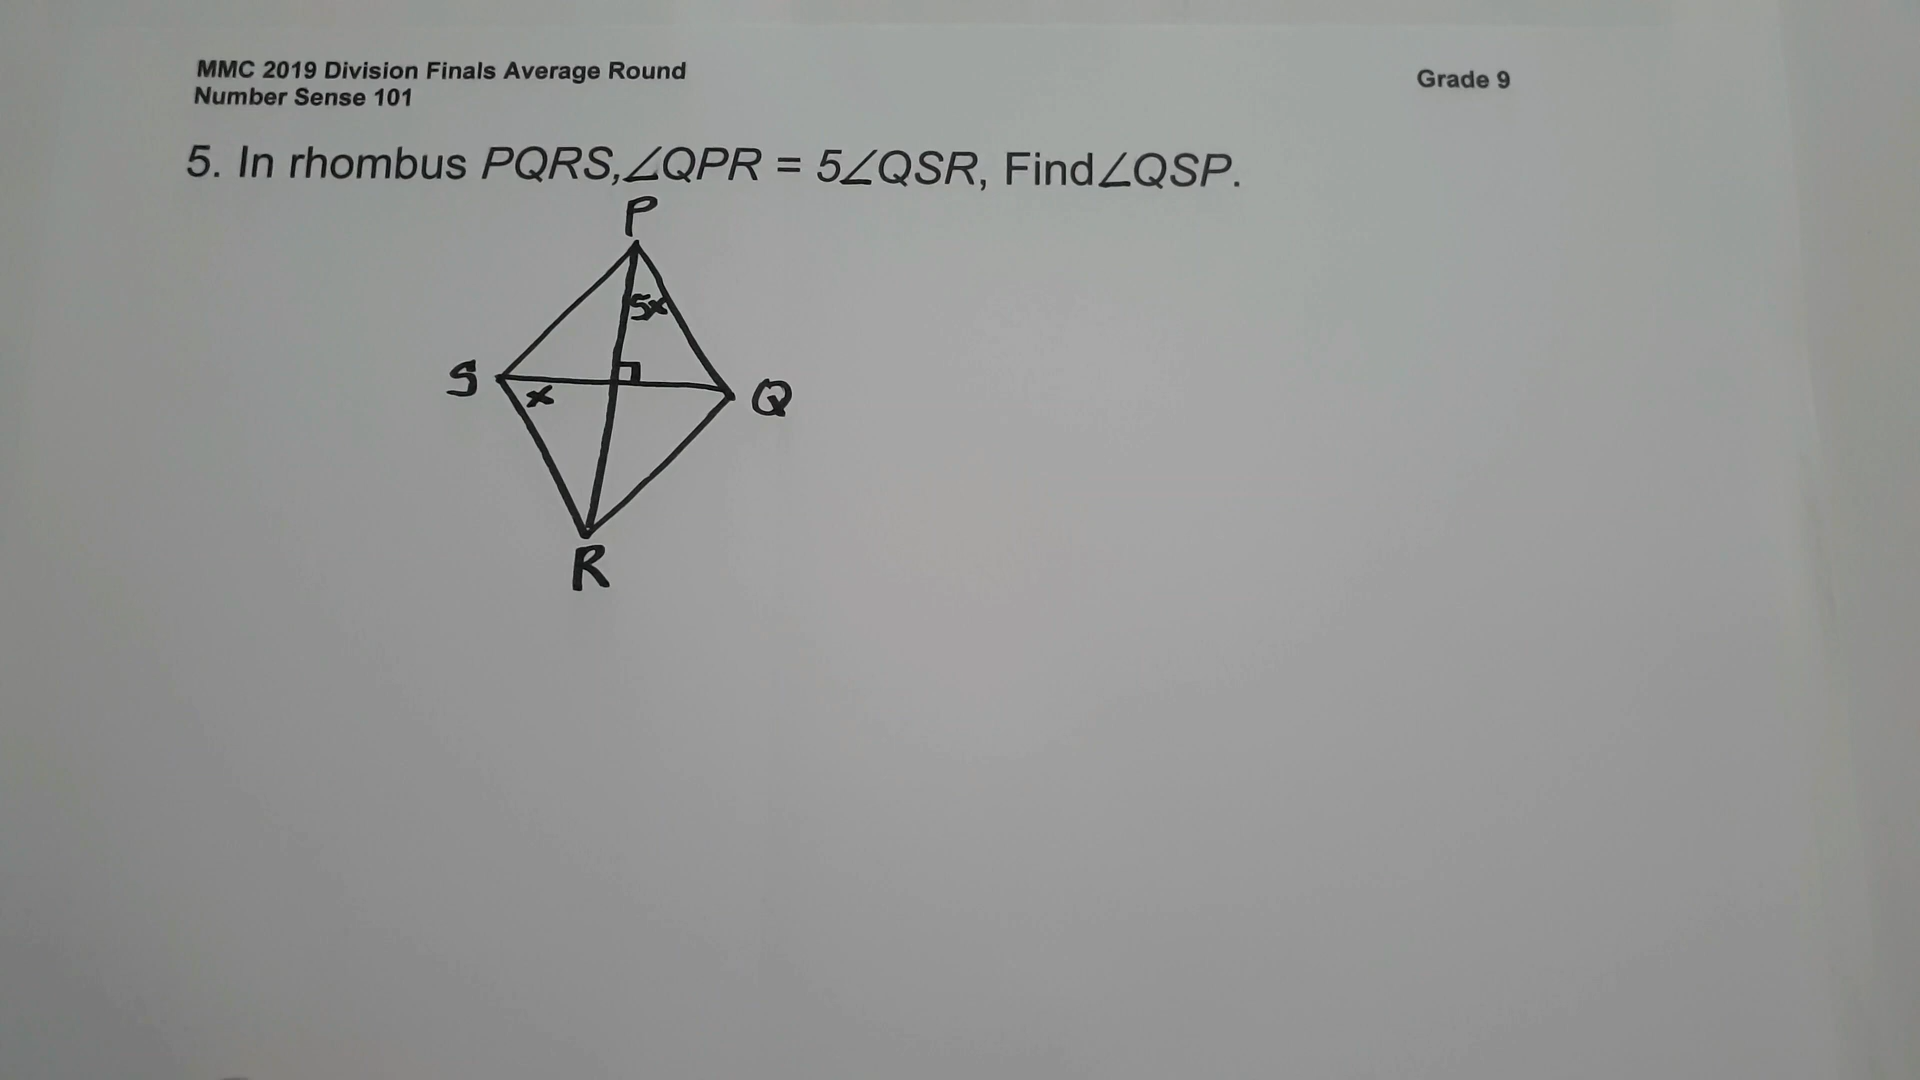 MMC 2019 Division Finals Average Round
Grade 9
Number Sense 101
5. In rhombus PQRS,∠QPR = 5∠QSR, Find∠QSP.
P
5x
S
x
Q
R